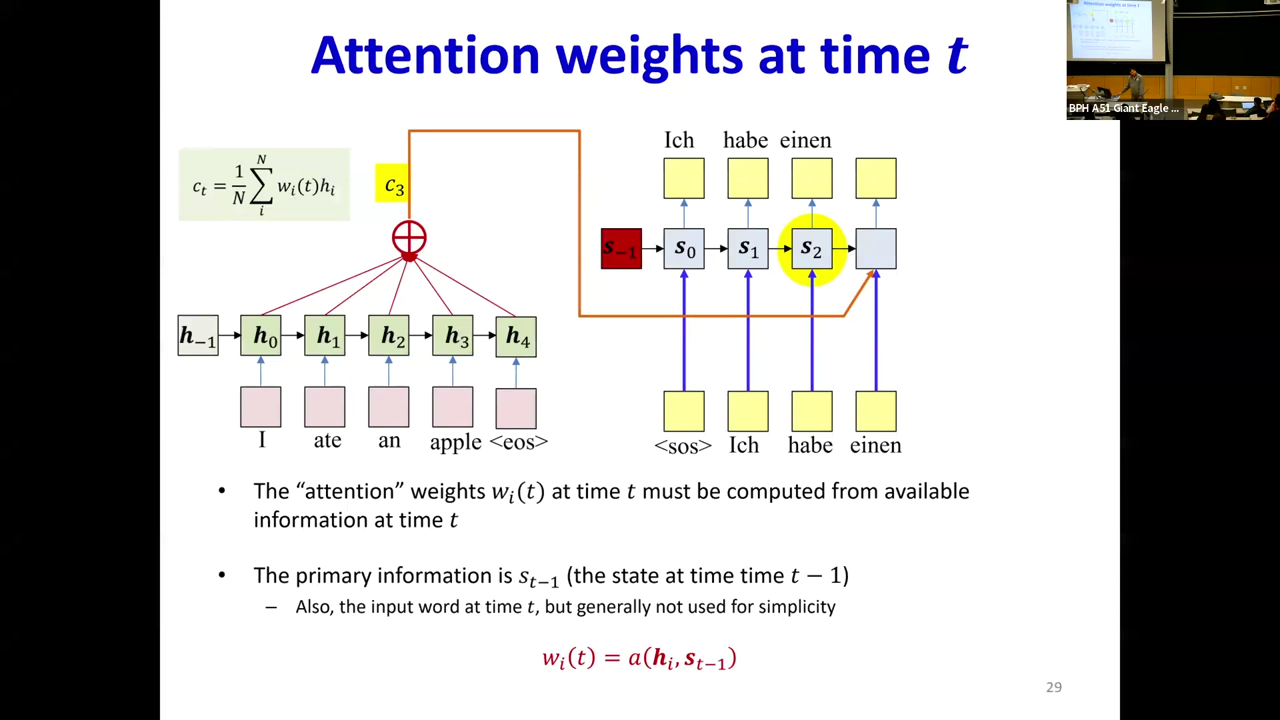 Attention weights at time t
BPH A51 Giant Eagle ...
c_t = \frac{1}{N} \sum_{i}^{N} w_i(t)h_i
c_3
Ich habe einen
s_{-1} s_0 s_1 s_2
h_{-1} h_0 h_1 h_2 h_3 h_4
I ate an apple <eos>
<sos> Ich habe einen
• The “attention” weights w_i(t) at time t must be computed from available
information at time t
• The primary information is s_{t-1} (the state at time time t − 1)
– Also, the input word at time t, but generally not used for simplicity
w_i(t) = a(h_i, s_{t-1})
29